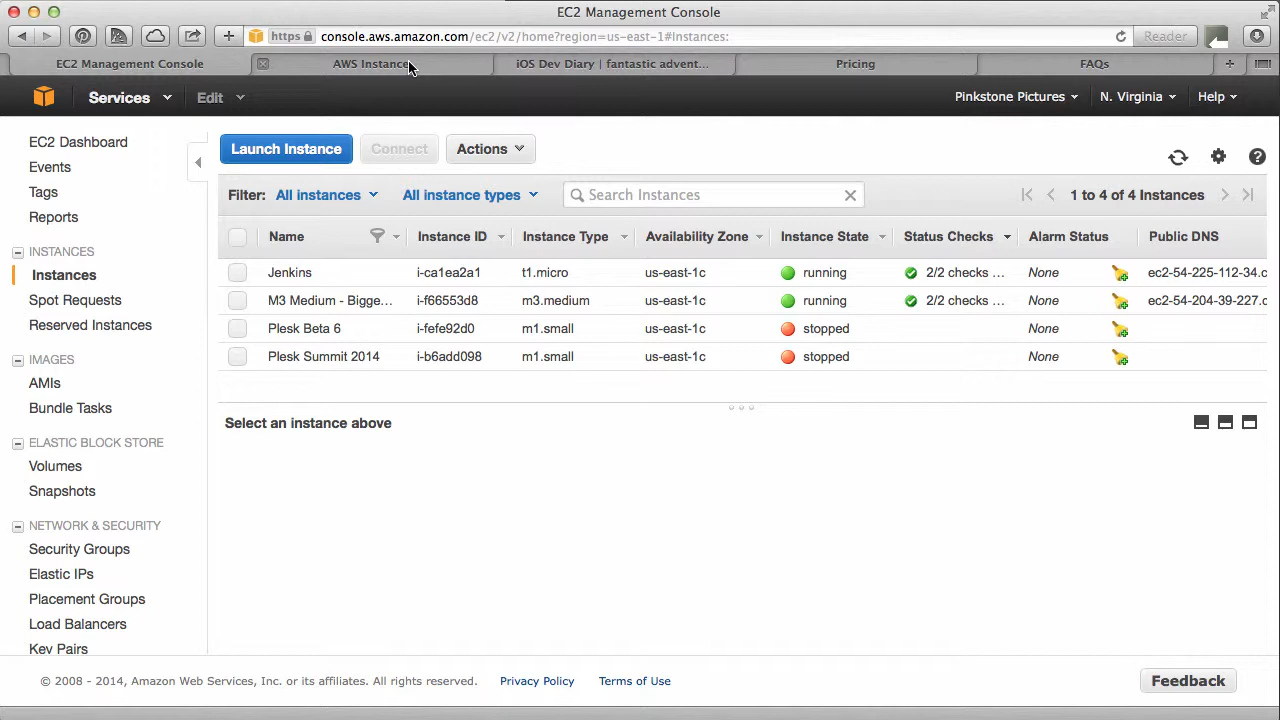 EC2 Management Console
https console.aws.amazon.com/ec2/v2/home?region=us-east-1#Instances: Reader
EC2 Management Console AWS Instance iOS Dev Diary | fantastic advent... Pricing FAQs
Services Edit Pinkstone Pictures N. Virginia Help
EC2 Dashboard
Events
Tags
Reports
INSTANCES
Instances
Spot Requests
Reserved Instances
IMAGES
AMIs
Bundle Tasks
ELASTIC BLOCK STORE
Volumes
Snapshots
NETWORK & SECURITY
Security Groups
Elastic IPs
Placement Groups
Load Balancers
Key Pairs
Launch Instance Connect Actions
Filter: All instances All instance types Search Instances 1 to 4 of 4 Instances
Name Instance ID Instance Type Availability Zone Instance State Status Checks Alarm Status Public DNS
Jenkins i-ca1ea2a1 t1.micro us-east-1c running 2/2 checks ... None ec2-54-225-112-34.c
M3 Medium - Bigge... i-f66553d8 m3.medium us-east-1c running 2/2 checks ... None ec2-54-204-39-227.c
Plesk Beta 6 i-fefe92d0 m1.small us-east-1c stopped None
Plesk Summit 2014 i-b6add098 m1.small us-east-1c stopped None
Select an instance above
© 2008 - 2014, Amazon Web Services, Inc. or its affiliates. All rights reserved. Privacy Policy Terms of Use Feedback